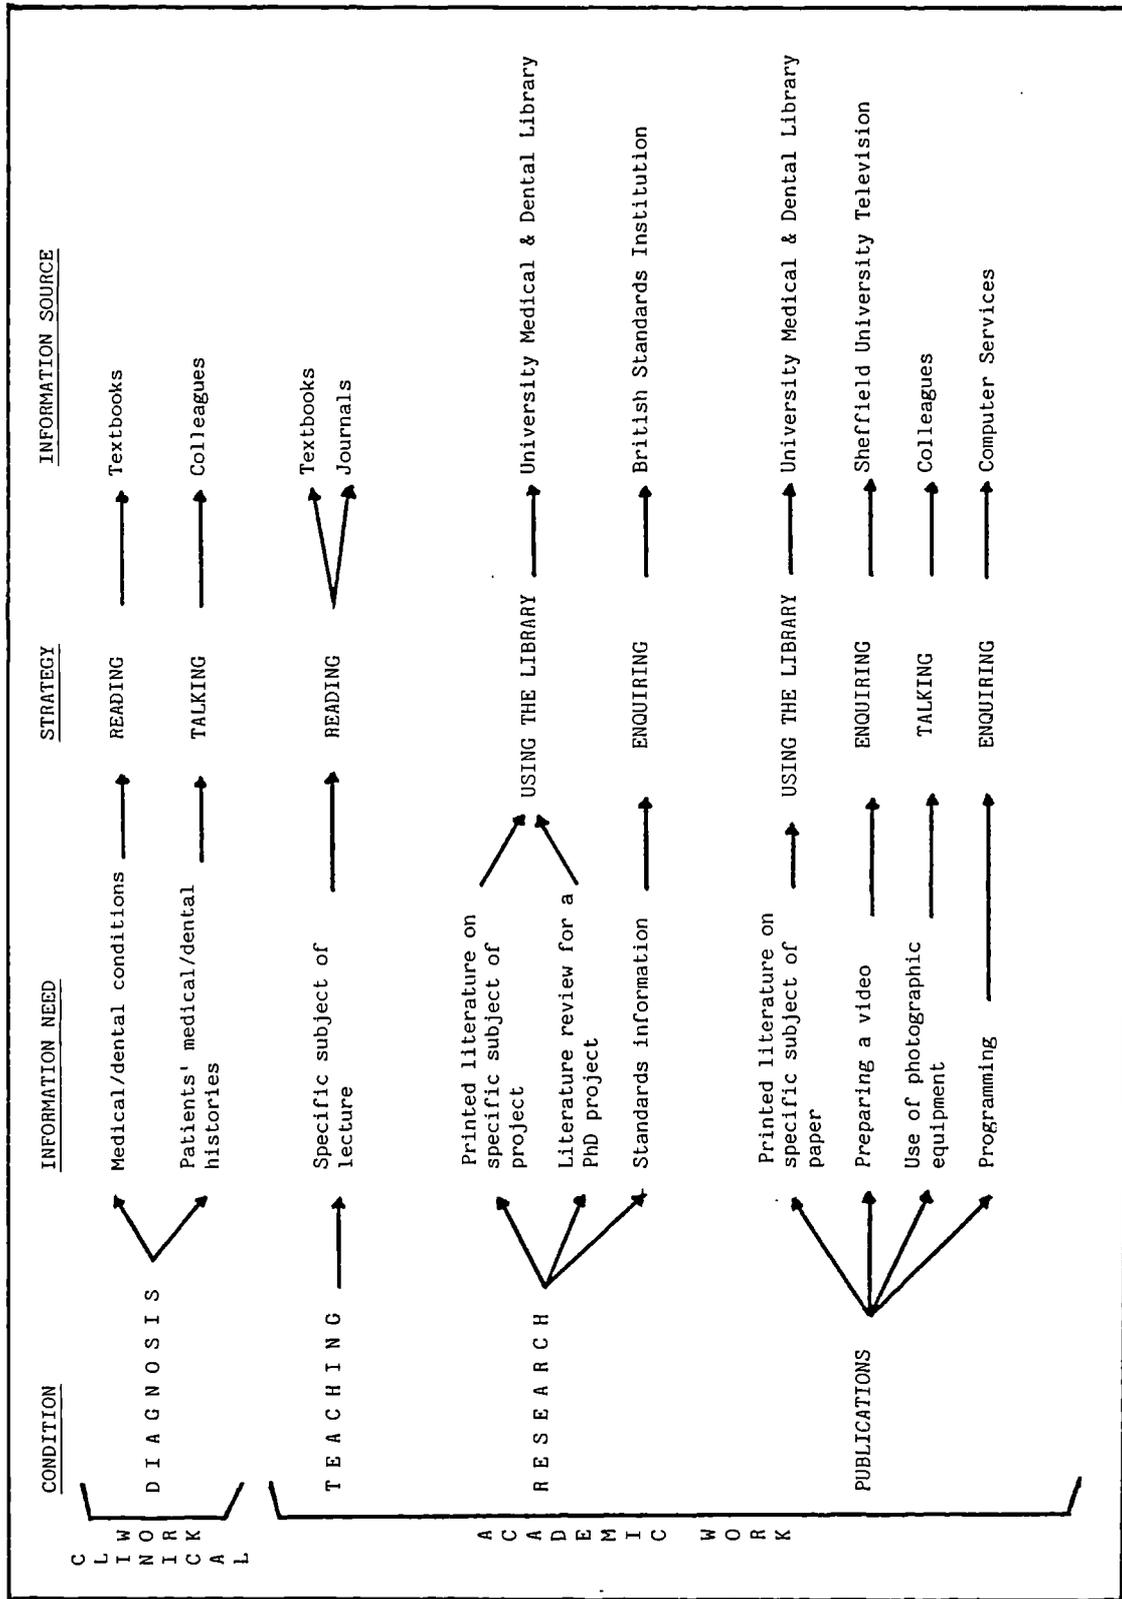 CONDITION
INFORMATION NEED
STRATEGY
INFORMATION SOURCE
CLINICAL
WORK
DIAGNOSIS
Medical/dental conditions
READING
Textbooks
Patients' medical/dental
histories
TALKING
Colleagues
ACADEMIC WORK
TEACHING
Specific subject of
lecture
READING
Textbooks
Journals
RESEARCH
Printed literature on
specific subject of
project
Literature review for a
PhD project
USING THE LIBRARY
University Medical & Dental Library
Standards information
ENQUIRING
British Standards Institution
PUBLICATIONS
Printed literature on
specific subject of
paper
USING THE LIBRARY
University Medical & Dental Library
Preparing a video
ENQUIRING
Sheffield University Television
Use of photographic
equipment
TALKING
Colleagues
Programming
ENQUIRING
Computer Services